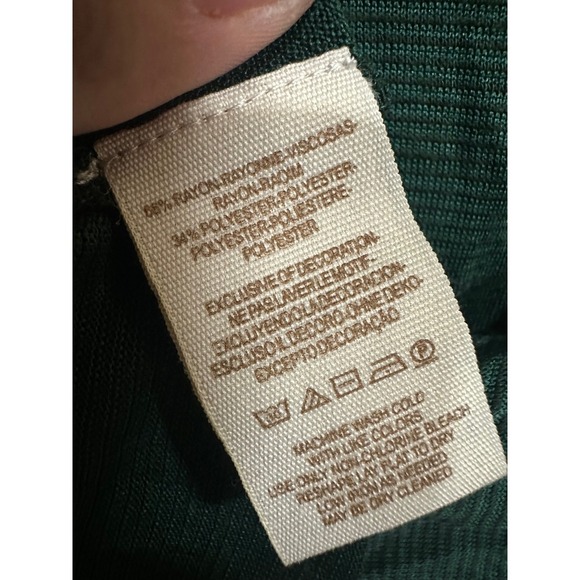 66% RAYON-RAYONNE-VISCOSAS-
RAYON-RAOIM
34% POLYESTER-POLYESTER-
POLYESTER-POLIESTERE-
POLYESTER
EXCLUSIVE OF DECORATION-
NE PAS LAVER LE MOTIF-
EXCLUYENDO LA DECORACION-
ESCLUSO IL DECORO-OHNE DEKO-
EXCEPTO DECORAÇÃO
MACHINE WASH COLD
WITH LIKE COLORS
USE ONLY NON-CHLORINE BLEACH
RESHAPE LAY FLAT TO DRY
LOW IRON AS NEEDED
MAY BE DRY CLEANED